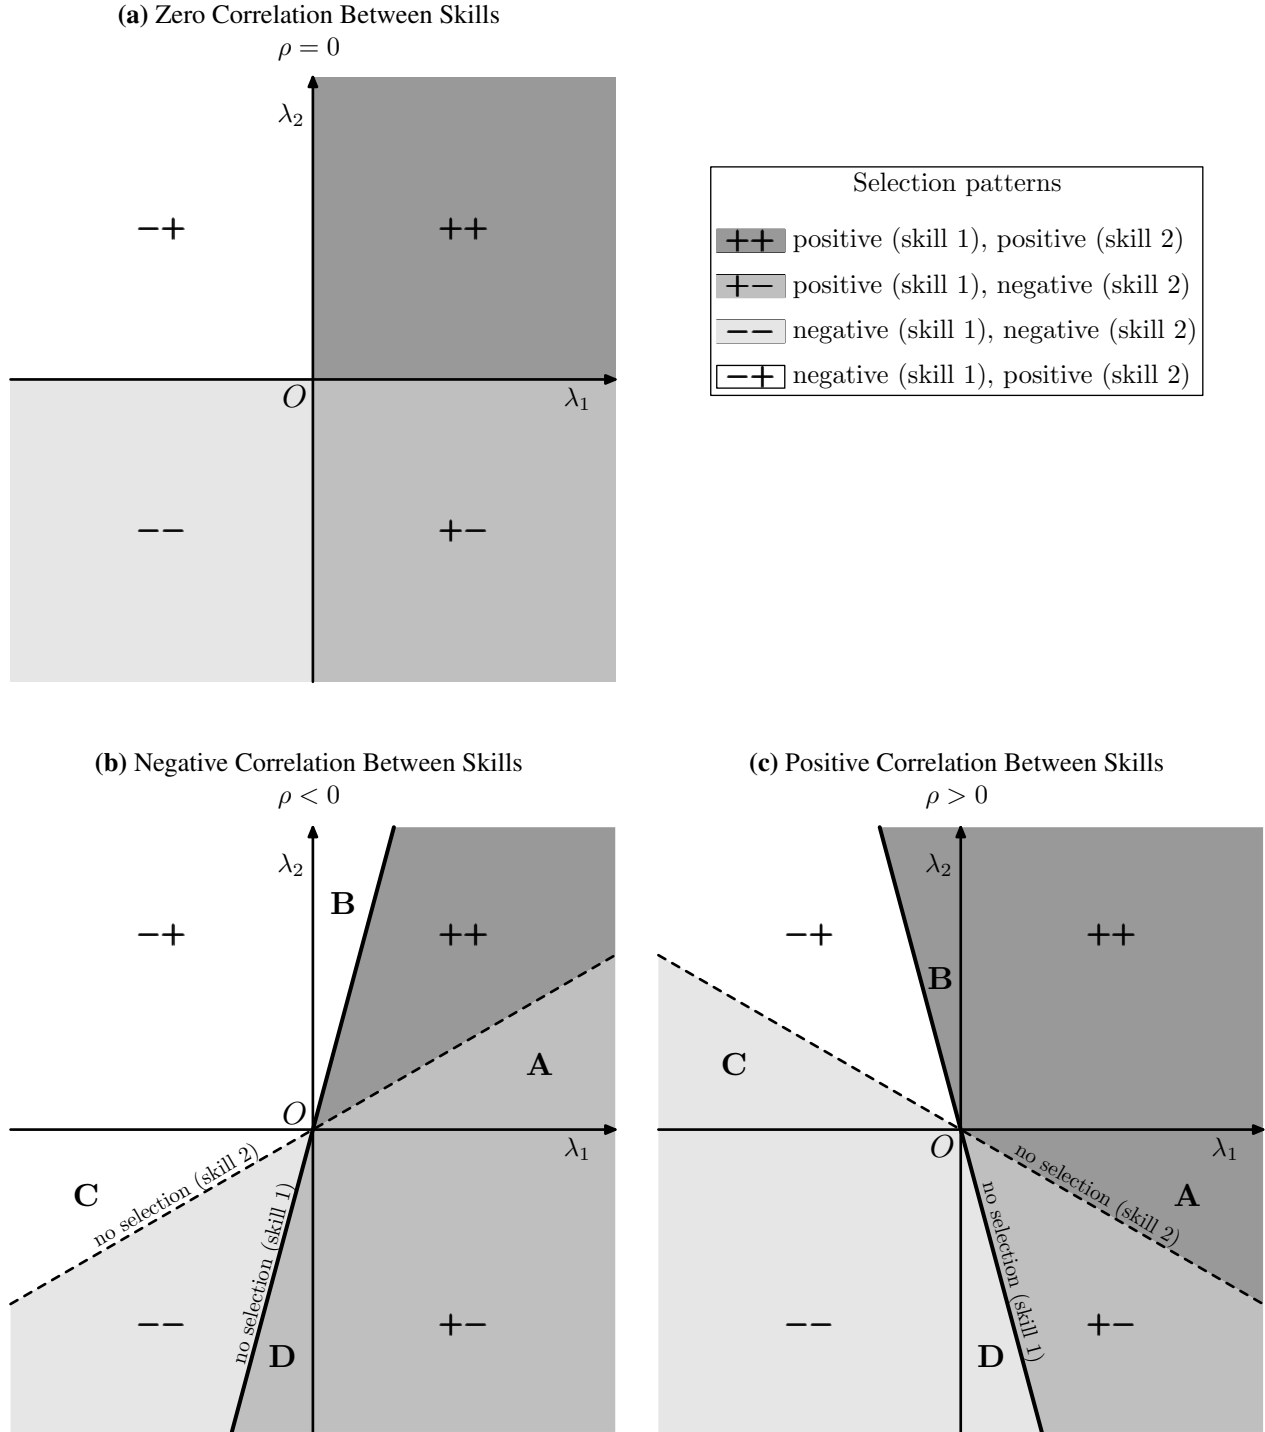 (a) Zero Correlation Between Skills
ρ = 0
λ₂
−+
++
O
λ₁
−−
+−
Selection patterns
++ positive (skill 1), positive (skill 2)
+− positive (skill 1), negative (skill 2)
−− negative (skill 1), negative (skill 2)
−+ negative (skill 1), positive (skill 2)
(b) Negative Correlation Between Skills
ρ < 0
λ₂
B
−+
++
A
O
λ₁
C
no selection (skill 2)
no selection (skill 1)
−−
+−
D
(c) Positive Correlation Between Skills
ρ > 0
λ₂
−+
++
B
C
O
λ₁
no selection (skill 2)
A
no selection (skill 1)
−−
+−
D